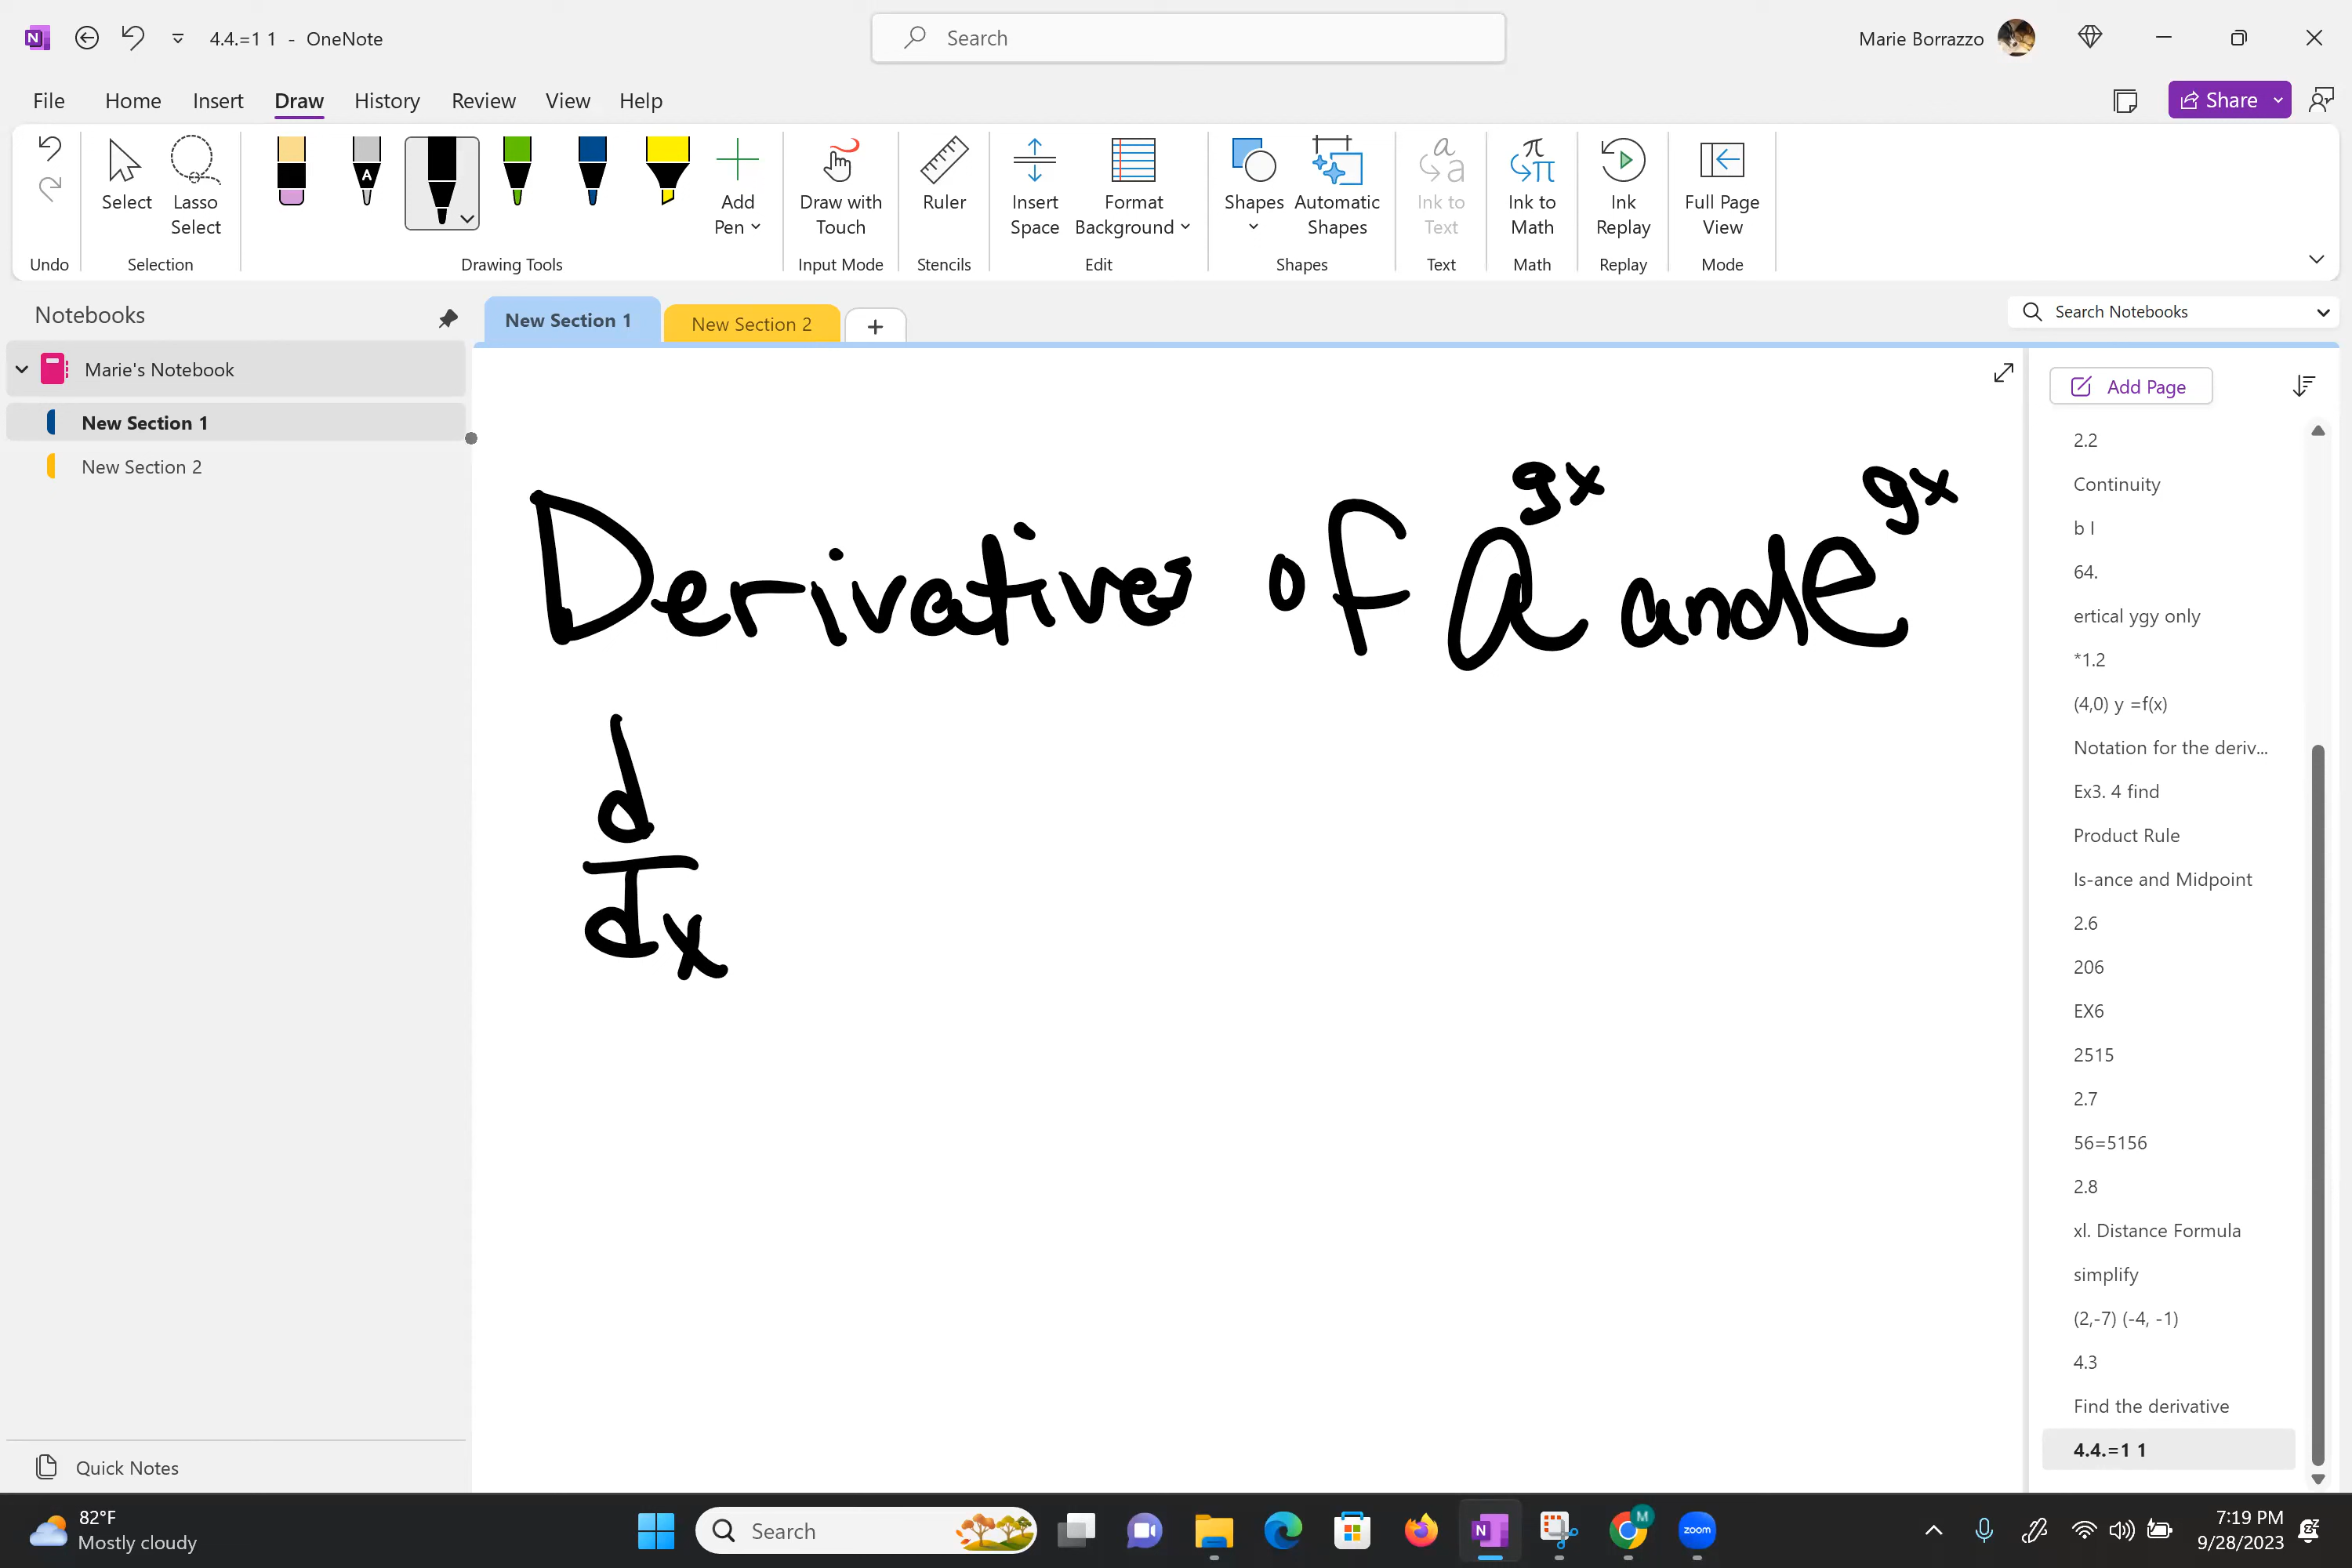 4.4.=1 1 - OneNote
Search
Marie Borrazzo
File Home Insert Draw History Review View Help
Share
Select
Lasso Select
Add Pen
Draw with Touch
Ruler
Insert Space
Format Background
Shapes
Automatic Shapes
Ink to Text
Ink to Math
Ink Replay
Full Page View
Undo Selection Drawing Tools Input Mode Stencils Edit Shapes Text Math Replay Mode
Notebooks
New Section 1
New Section 2
Search Notebooks
Marie's Notebook
New Section 1
New Section 2
Derivatives of a^gx and e^gx
d
dx
Add Page
2.2
Continuity
b I
64.
ertical ygy only
*1.2
(4,0) y =f(x)
Notation for the deriv...
Ex3. 4 find
Product Rule
Is-ance and Midpoint
2.6
206
EX6
2515
2.7
56=5156
2.8
xl. Distance Formula
simplify
(2,-7) (-4, -1)
4.3
Find the derivative
4.4.=1 1
Quick Notes
82°F
Mostly cloudy
Search
zoom
7:19 PM
9/28/2023